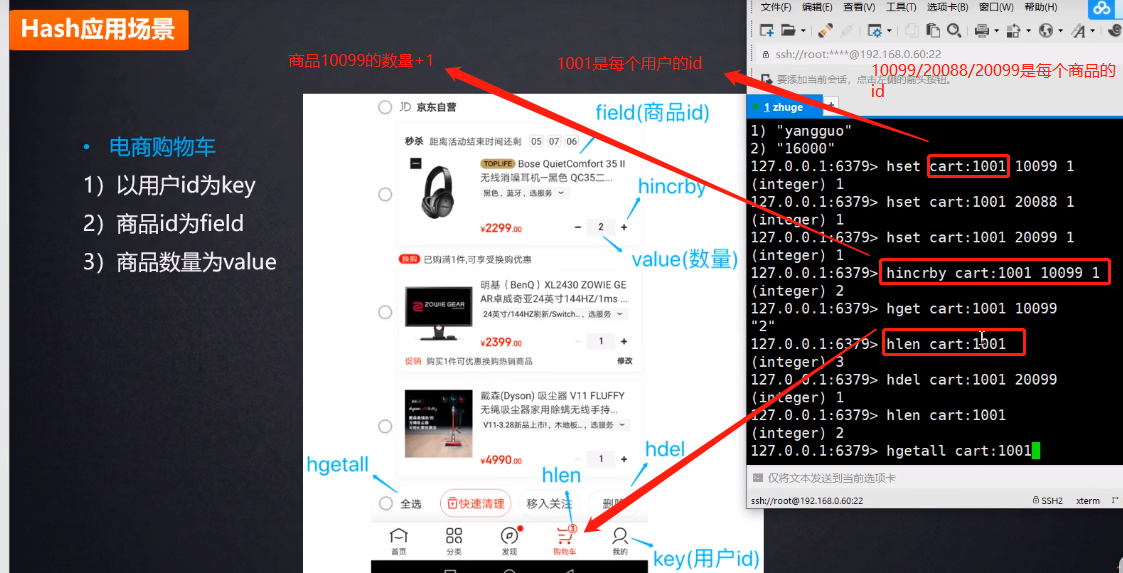 Hash应用场景
• 电商购物车
1）以用户id为key
2）商品id为field
3）商品数量为value
商品10099的数量+1
1001是每个用户的id
10099/20088/20099是每个商品的
id
JD 京东自营
field(商品id)
秒杀 距离活动结束时间还剩 05 07 06
TOPLIFE Bose QuietComfort 35 II
无线消噪耳机—黑色 QC35二...
黑色，蓝牙，选服务
hincrby
¥2299.00
- 2 +
value(数量)
换购 已购满1件,可享受换购优惠
明基（BenQ）XL2430 ZOWIE GE
AR卓威奇亚24英寸144HZ/1ms ...
ZOWIE GEAR
24英寸/144HZ刷新/Switch...，选服务
¥2399.00
- 1 +
促销 购买1件可优惠换购热销商品
修改
戴森(Dyson) 吸尘器 V11 FLUFFY
无绳吸尘器家用除螨无线手持...
V11-3.28新品上市!，木地板...，选服务
¥4990.00
- 1 +
hgetall
hlen
hdel
全选
快速清理
移入关注
删除
3
首页
分类
发现
购物车
我的
key(用户id)
文件(F) 编辑(E) 查看(V) 工具(T) 选项卡(B) 窗口(W) 帮助(H)
ssh://root:****@192.168.0.60:22
要添加当前会话，点击左侧的箭头按钮。
1 zhuge
+
1) "yangguo"
2) "16000"
127.0.0.1:6379> hset cart:1001 10099 1
(integer) 1
127.0.0.1:6379> hset cart:1001 20088 1
(integer) 1
127.0.0.1:6379> hset cart:1001 20099 1
(integer) 1
127.0.0.1:6379> hincrby cart:1001 10099 1
(integer) 2
127.0.0.1:6379> hget cart:1001 10099
"2"
127.0.0.1:6379> hlen cart:1001
(integer) 3
127.0.0.1:6379> hdel cart:1001 20099
(integer) 1
127.0.0.1:6379> hlen cart:1001
(integer) 2
127.0.0.1:6379> hgetall cart:1001
仅将文本发送到当前选项卡
ssh://root@192.168.0.60:22
SSH2
xterm